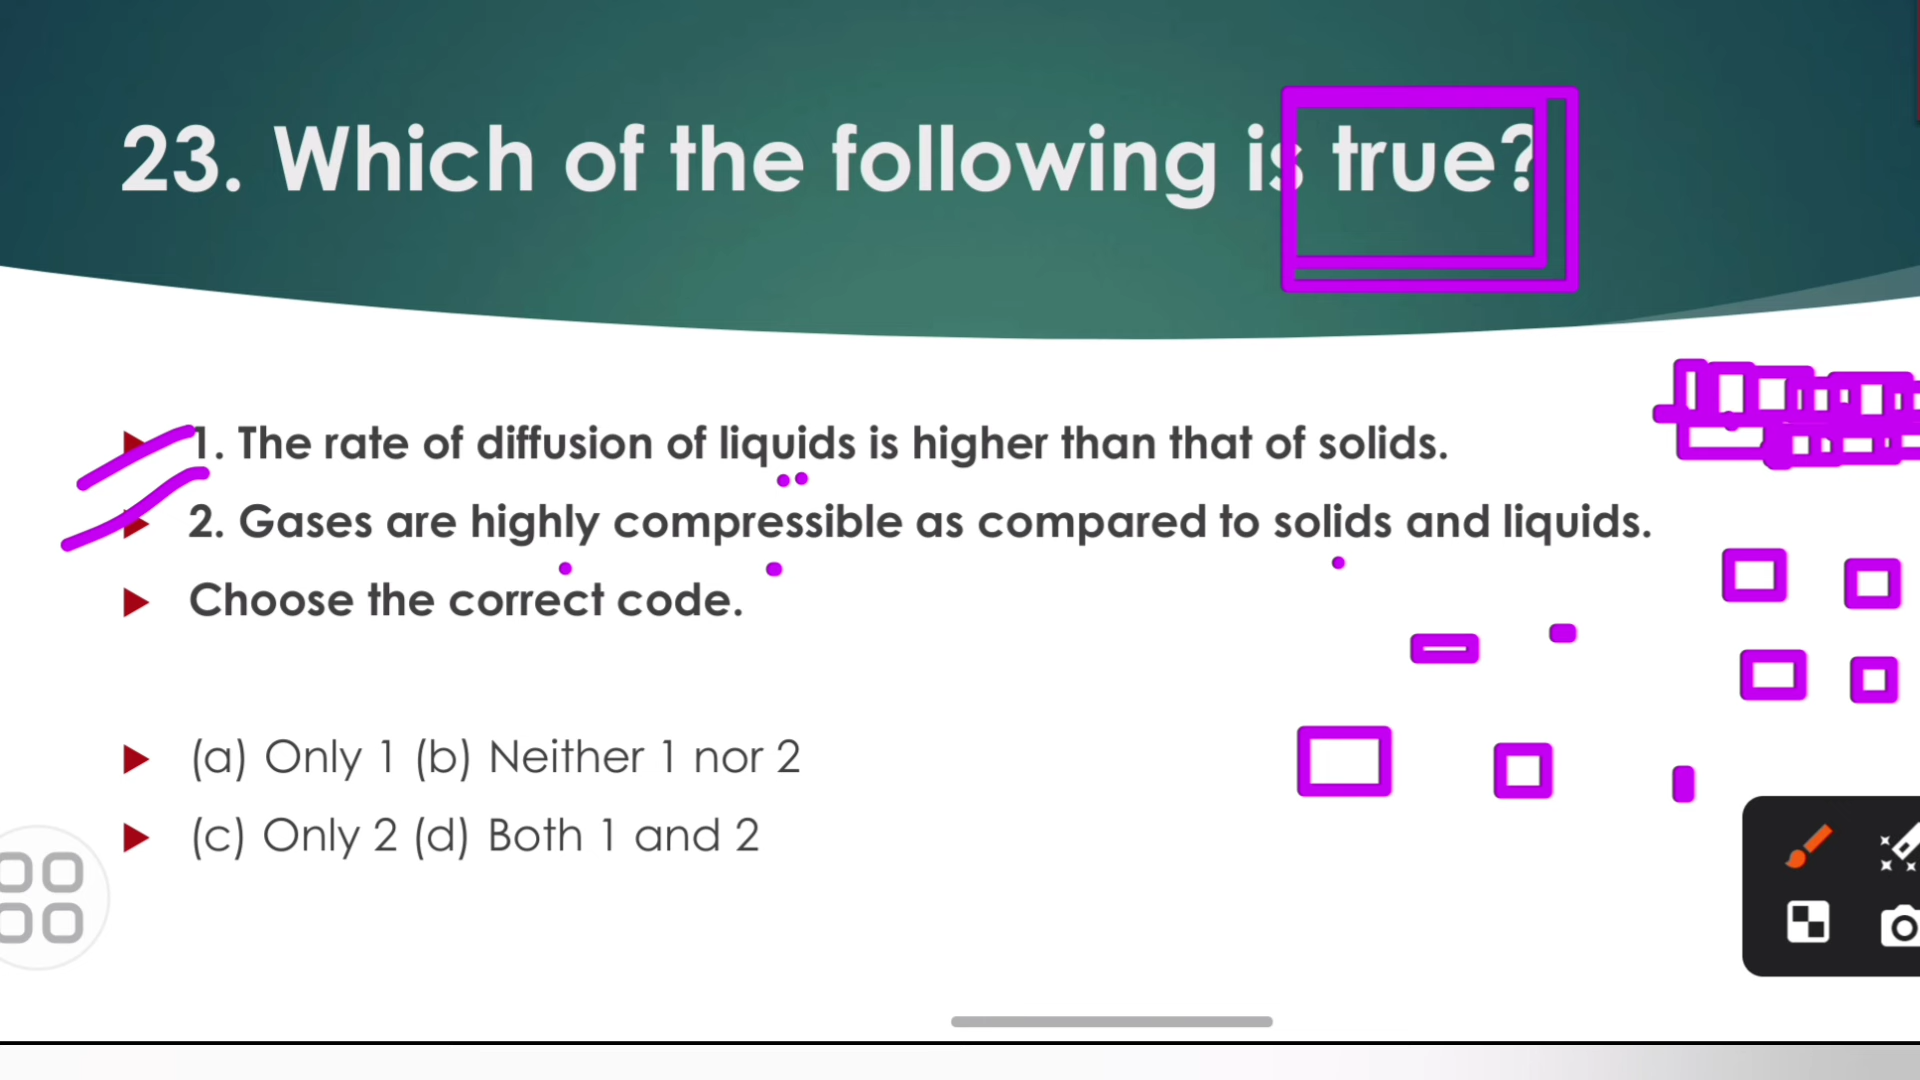 23. Which of the following is true?
1. The rate of diffusion of liquids is higher than that of solids.
2. Gases are highly compressible as compared to solids and liquids.
Choose the correct code.
(a) Only 1 (b) Neither 1 nor 2
(c) Only 2 (d) Both 1 and 2